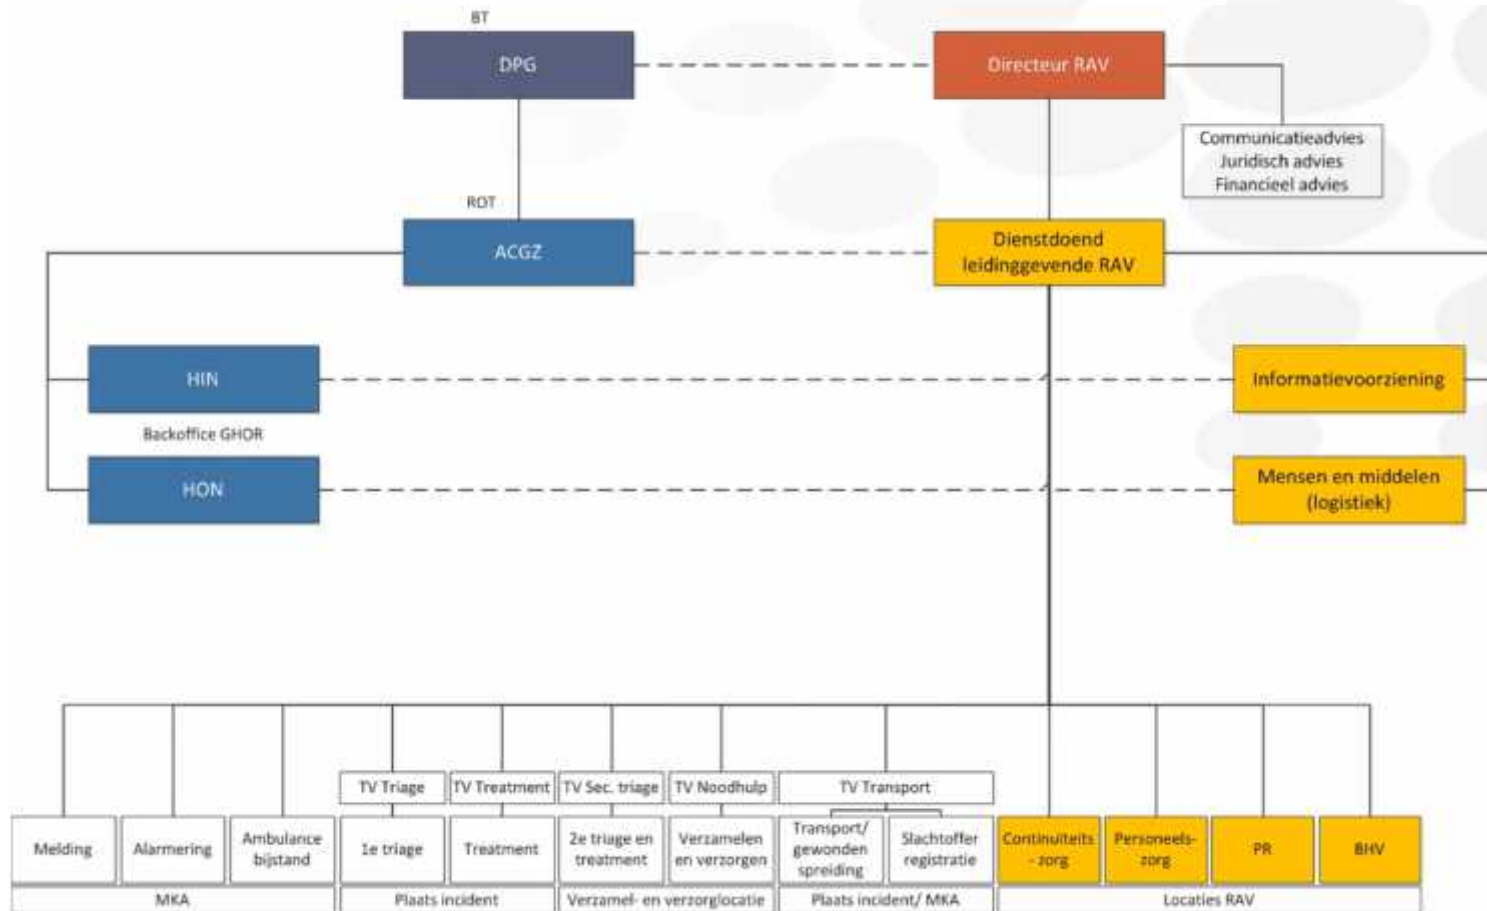 BT
DPG
Directeur RAV
Communicatieadvies
Juridisch advies
Financieel advies
ROT
ACGZ
Dienstdoend
leidinggevende RAV
HIN
Informatievoorziening
Backoffice GHOR
HON
Mensen en middelen
(logistiek)
TV Triage
TV Treatment
TV Sec. triage
TV Noodhulp
TV Transport
Melding
Alarmering
Ambulance
bijstand
1e triage
Treatment
2e triage en
treatment
Verzamelen
en verzorgen
Transport/
gewonden
spreiding
Slachtoffer
registratie
Continuiteits
- zorg
Personeels-
zorg
PR
BHV
MKA
Plaats incident
Verzamel- en verzorglocatie
Plaats incident/ MKA
Locaties RAV